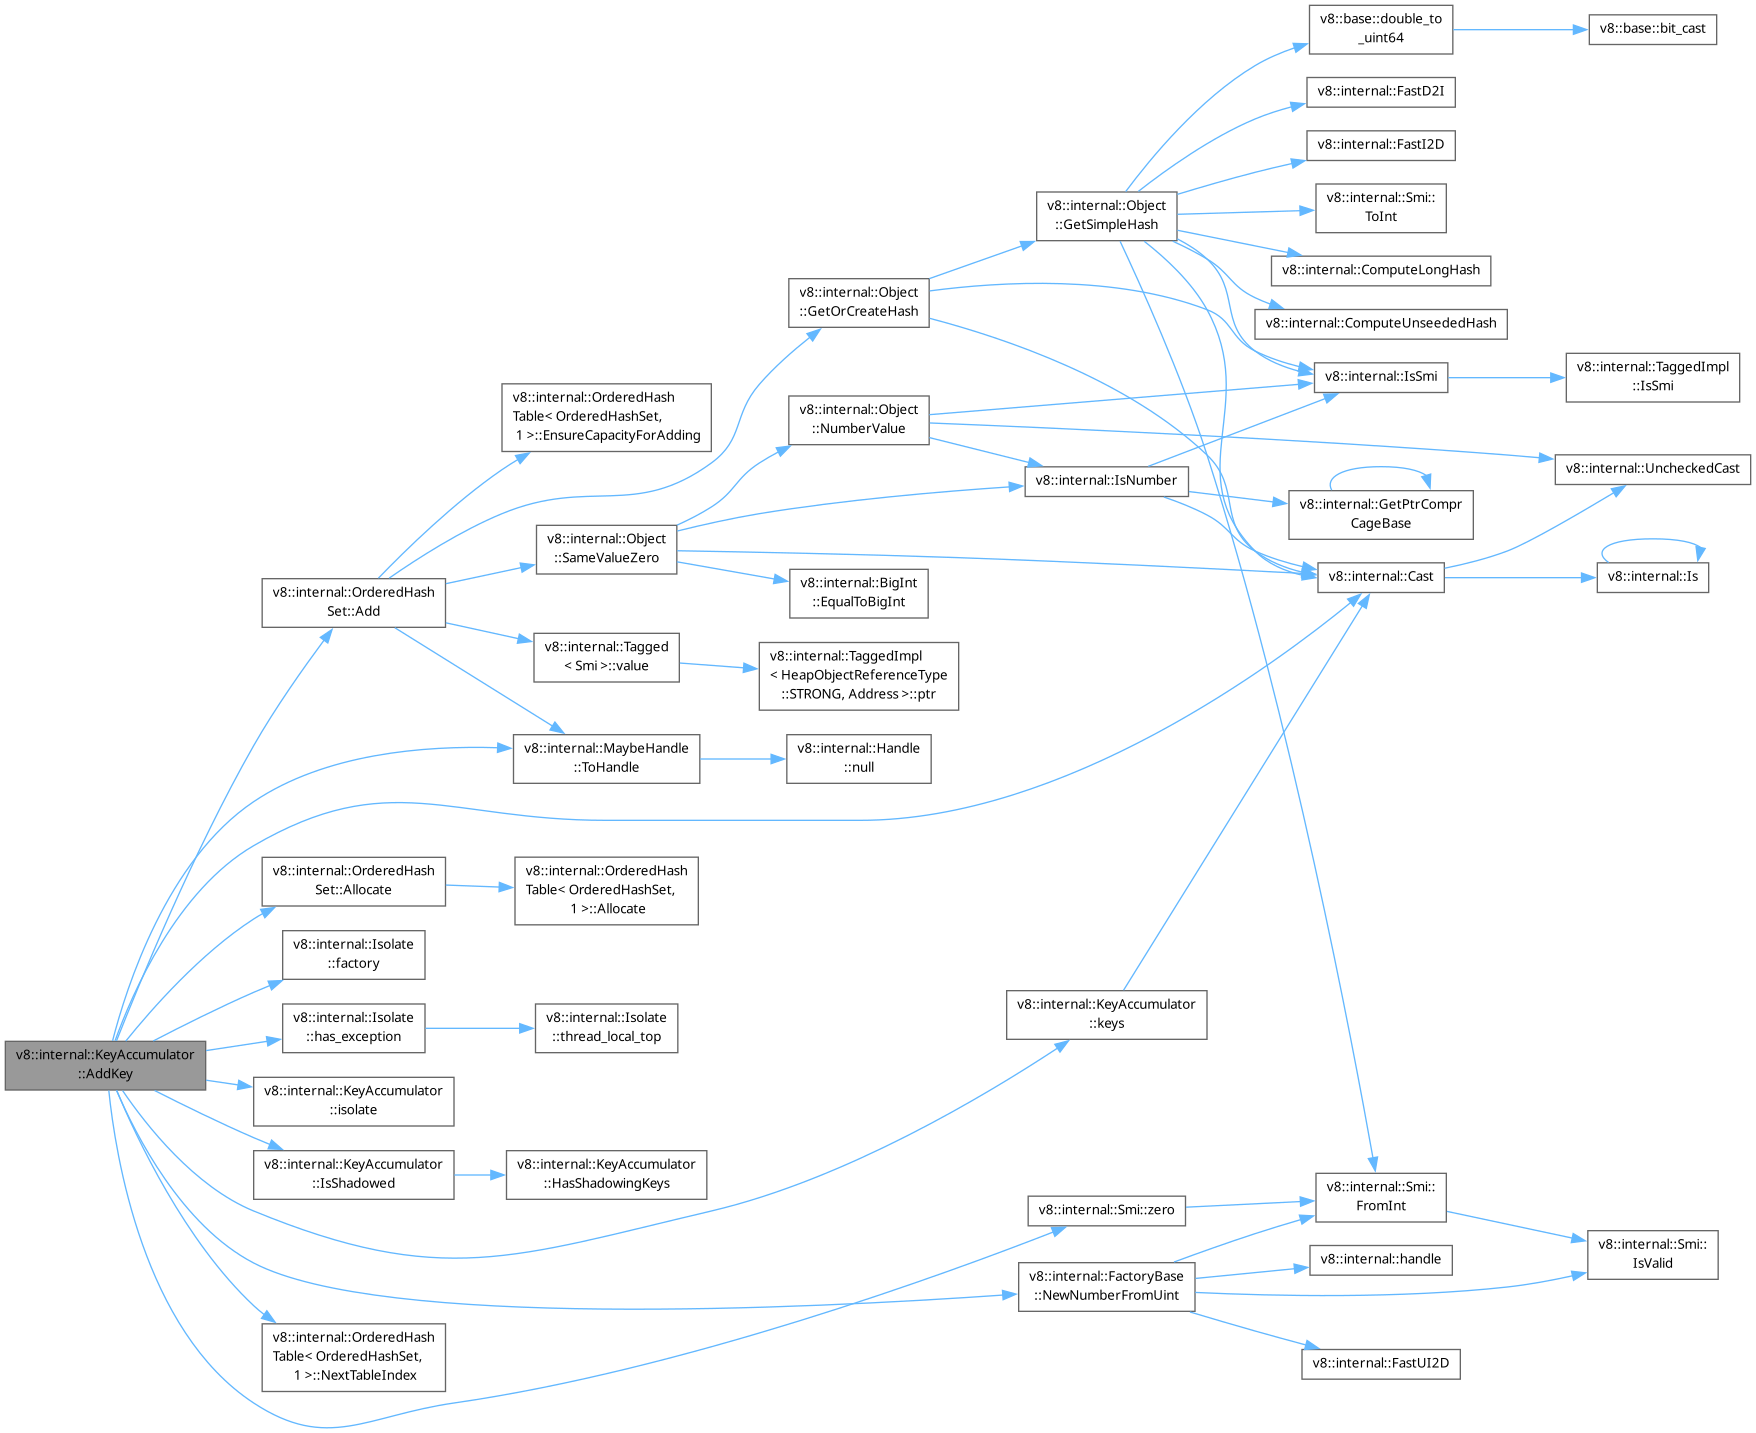 v8::base::double_to
_uint64
v8::base::bit_cast
v8::internal::FastD2I
v8::internal::FastI2D
v8::internal::Smi::
ToInt
v8::internal::Object
::GetSimpleHash
v8::internal::ComputeLongHash
v8::internal::Object
::GetOrCreateHash
v8::internal::ComputeUnseededHash
v8::internal::IsSmi
v8::internal::TaggedImpl
::IsSmi
v8::internal::OrderedHash
Table< OrderedHashSet,
1 >::EnsureCapacityForAdding
v8::internal::Object
::NumberValue
v8::internal::UncheckedCast
v8::internal::IsNumber
v8::internal::GetPtrCompr
CageBase
v8::internal::Object
::SameValueZero
v8::internal::Cast
v8::internal::Is
v8::internal::BigInt
::EqualToBigInt
v8::internal::OrderedHash
Set::Add
v8::internal::Tagged
< Smi >::value
v8::internal::TaggedImpl
< HeapObjectReferenceType
::STRONG, Address >::ptr
v8::internal::MaybeHandle
::ToHandle
v8::internal::Handle
::null
v8::internal::OrderedHash
Set::Allocate
v8::internal::OrderedHash
Table< OrderedHashSet,
1 >::Allocate
v8::internal::Isolate
::factory
v8::internal::Isolate
::has_exception
v8::internal::Isolate
::thread_local_top
v8::internal::KeyAccumulator
::keys
v8::internal::KeyAccumulator
::AddKey
v8::internal::KeyAccumulator
::isolate
v8::internal::KeyAccumulator
::IsShadowed
v8::internal::KeyAccumulator
::HasShadowingKeys
v8::internal::Smi::zero
v8::internal::Smi::
FromInt
v8::internal::Smi::
IsValid
v8::internal::handle
v8::internal::FactoryBase
::NewNumberFromUint
v8::internal::OrderedHash
Table< OrderedHashSet,
1 >::NextTableIndex
v8::internal::FastUI2D